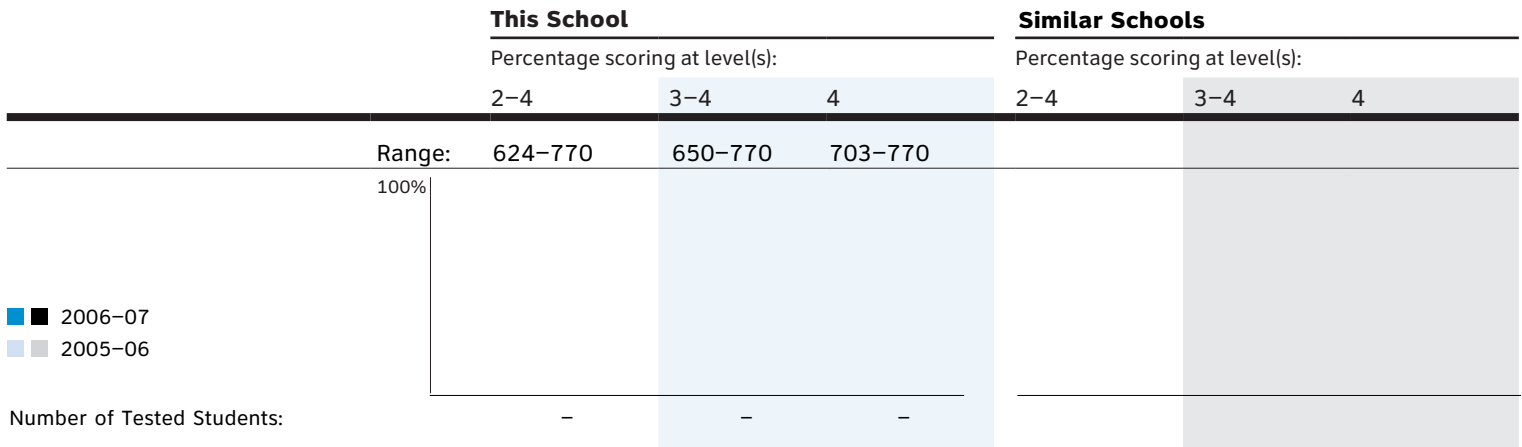 This School Similar Schools
Percentage scoring at level(s): Percentage scoring at level(s):
2–4 3–4 4 2–4 3–4 4
Range: 624–770 650–770 703–770
100%
2006–07
2005–06
Number of Tested Students: – – –